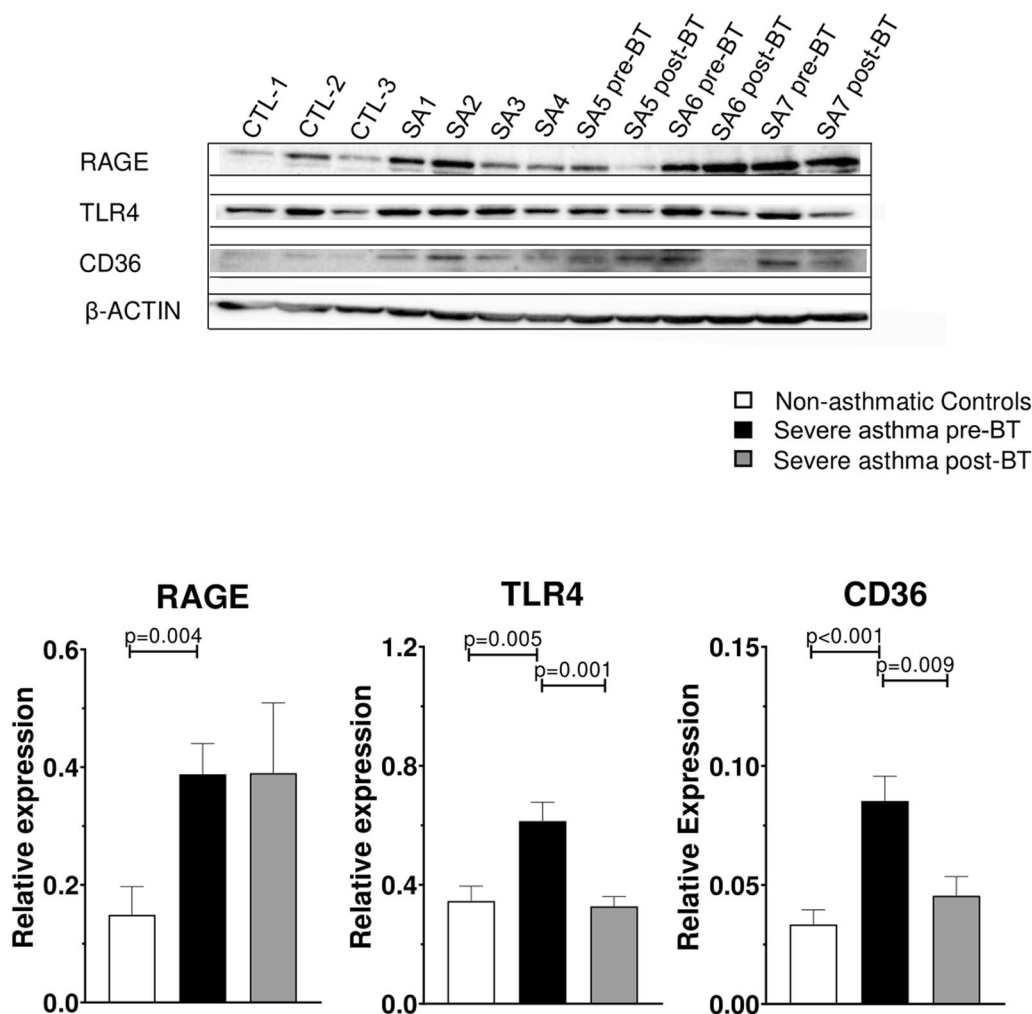 CTL-1 CTL-2 CTL-3 SA1 SA2 SA3 SA4 SA5 pre-BT SA5 post-BT SA6 pre-BT SA6 post-BT SA7 pre-BT SA7 post-BT
RAGE
TLR4
CD36
β-ACTIN
Non-asthmatic Controls
Severe asthma pre-BT
Severe asthma post-BT
RAGE
p=0.004
0.6
0.4
0.2
0.0
Relative expression
TLR4
p=0.005
p=0.001
1.2
0.8
0.4
0.0
Relative expression
CD36
p<0.001
p=0.009
0.15
0.10
0.05
0.00
Relative Expression